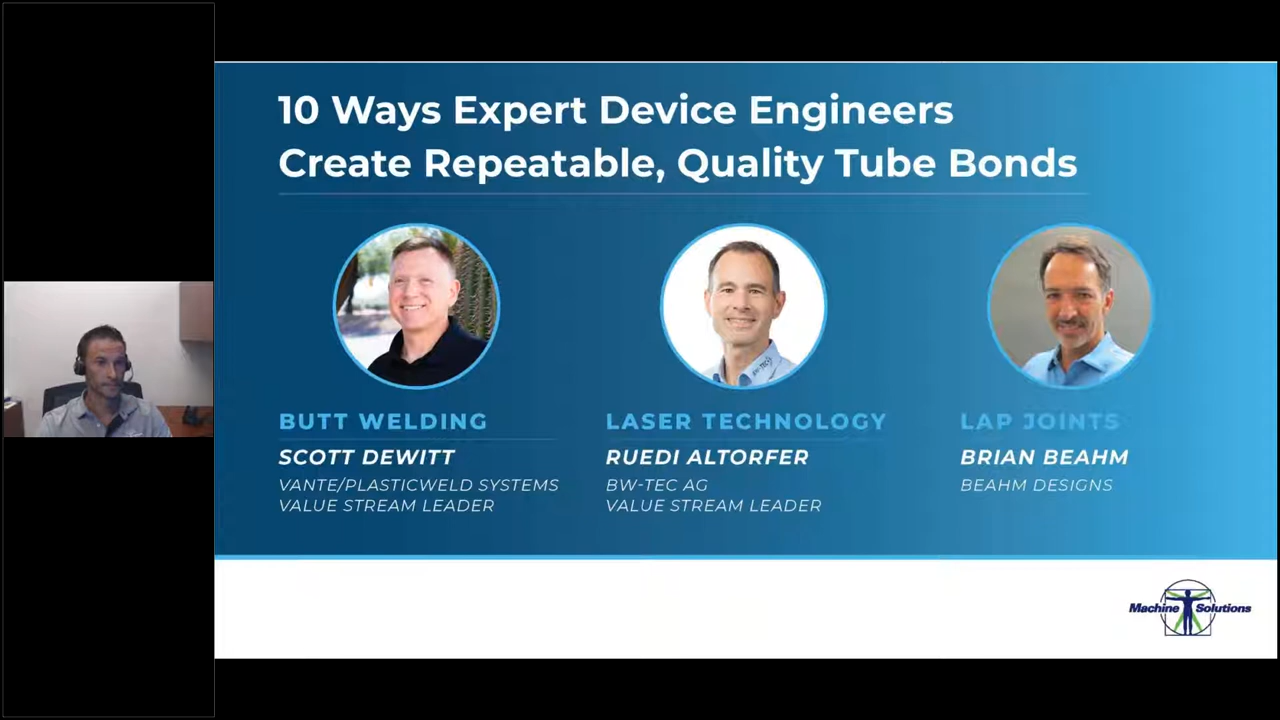 10 Ways Expert Device Engineers
Create Repeatable, Quality Tube Bonds
BUTT WELDING
SCOTT DEWITT
VANTE/PLASTICWELD SYSTEMS
VALUE STREAM LEADER
LASER TECHNOLOGY
RUEDI ALTORFER
BW-TEC AG
VALUE STREAM LEADER
LAP JOINTS
BRIAN BEAHM
BEAHM DESIGNS
Machine Solutions